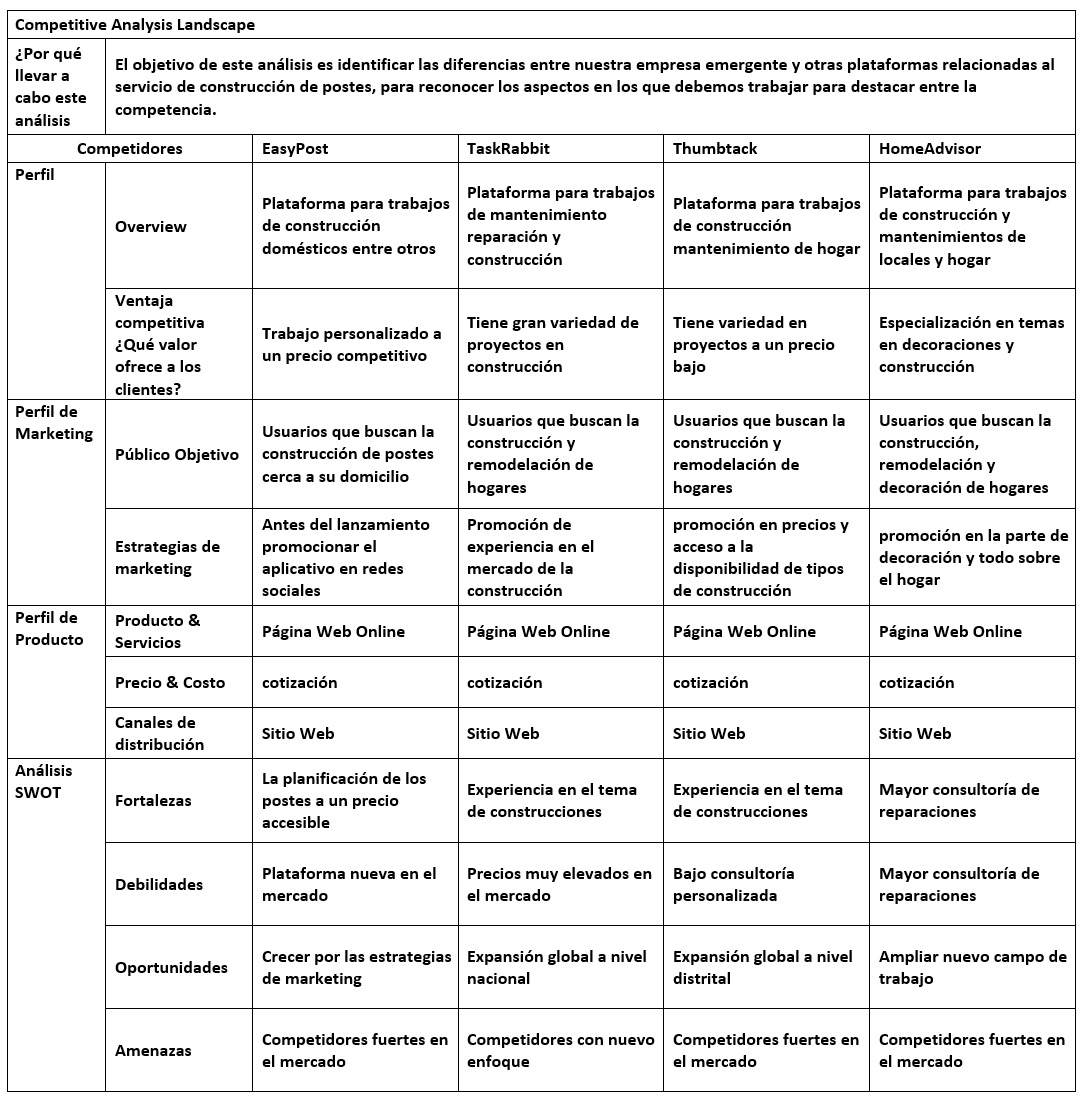 Competitive Analysis Landscape
¿Por qué
llevar a
cabo este
análisis
El objetivo de este análisis es identificar las diferencias entre nuestra empresa emergente y otras plataformas relacionadas al
servicio de construcción de postes, para reconocer los aspectos en los que debemos trabajar para destacar entre la
competencia.
Competidores
EasyPost
TaskRabbit
Thumbtack
HomeAdvisor
Perfil
Overview
Plataforma para trabajos
de construcción
domésticos entre otros
Plataforma para trabajos
de mantenimiento
reparación y
construcción
Plataforma para trabajos
de construcción
mantenimiento de hogar
Plataforma para trabajos
de construcción y
mantenimientos de
locales y hogar
Ventaja
competitiva
¿Qué valor
ofrece a los
clientes?
Trabajo personalizado a
un precio competitivo
Tiene gran variedad de
proyectos en
construcción
Tiene variedad en
proyectos a un precio
bajo
Especialización en temas
en decoraciones y
construcción
Perfil de
Marketing
Público Objetivo
Usuarios que buscan la
construcción de postes
cerca a su domicilio
Usuarios que buscan la
construcción y
remodelación de
hogares
Usuarios que buscan la
construcción y
remodelación de
hogares
Usuarios que buscan la
construcción,
remodelación y
decoración de hogares
Estrategias de
marketing
Antes del lanzamiento
promocionar el
aplicativo en redes
sociales
Promoción de
experiencia en el
mercado de la
construcción
promoción en precios y
acceso a la
disponibilidad de tipos
de construcción
promoción en la parte de
decoración y todo sobre
el hogar
Perfil de
Producto
Producto &
Servicios
Página Web Online
Página Web Online
Página Web Online
Página Web Online
Precio & Costo
cotización
cotización
cotización
cotización
Canales de
distribución
Sitio Web
Sitio Web
Sitio Web
Sitio Web
Análisis
SWOT
Fortalezas
La planificación de los
postes a un precio
accesible
Experiencia en el tema
de construcciones
Experiencia en el tema
de construcciones
Mayor consultoría de
reparaciones
Debilidades
Plataforma nueva en el
mercado
Precios muy elevados en
el mercado
Bajo consultoría
personalizada
Mayor consultoría de
reparaciones
Oportunidades
Crecer por las estrategias
de marketing
Expansión global a nivel
nacional
Expansión global a nivel
distrital
Ampliar nuevo campo de
trabajo
Amenazas
Competidores fuertes en
el mercado
Competidores con nuevo
enfoque
Competidores fuertes en
el mercado
Competidores fuertes en
el mercado